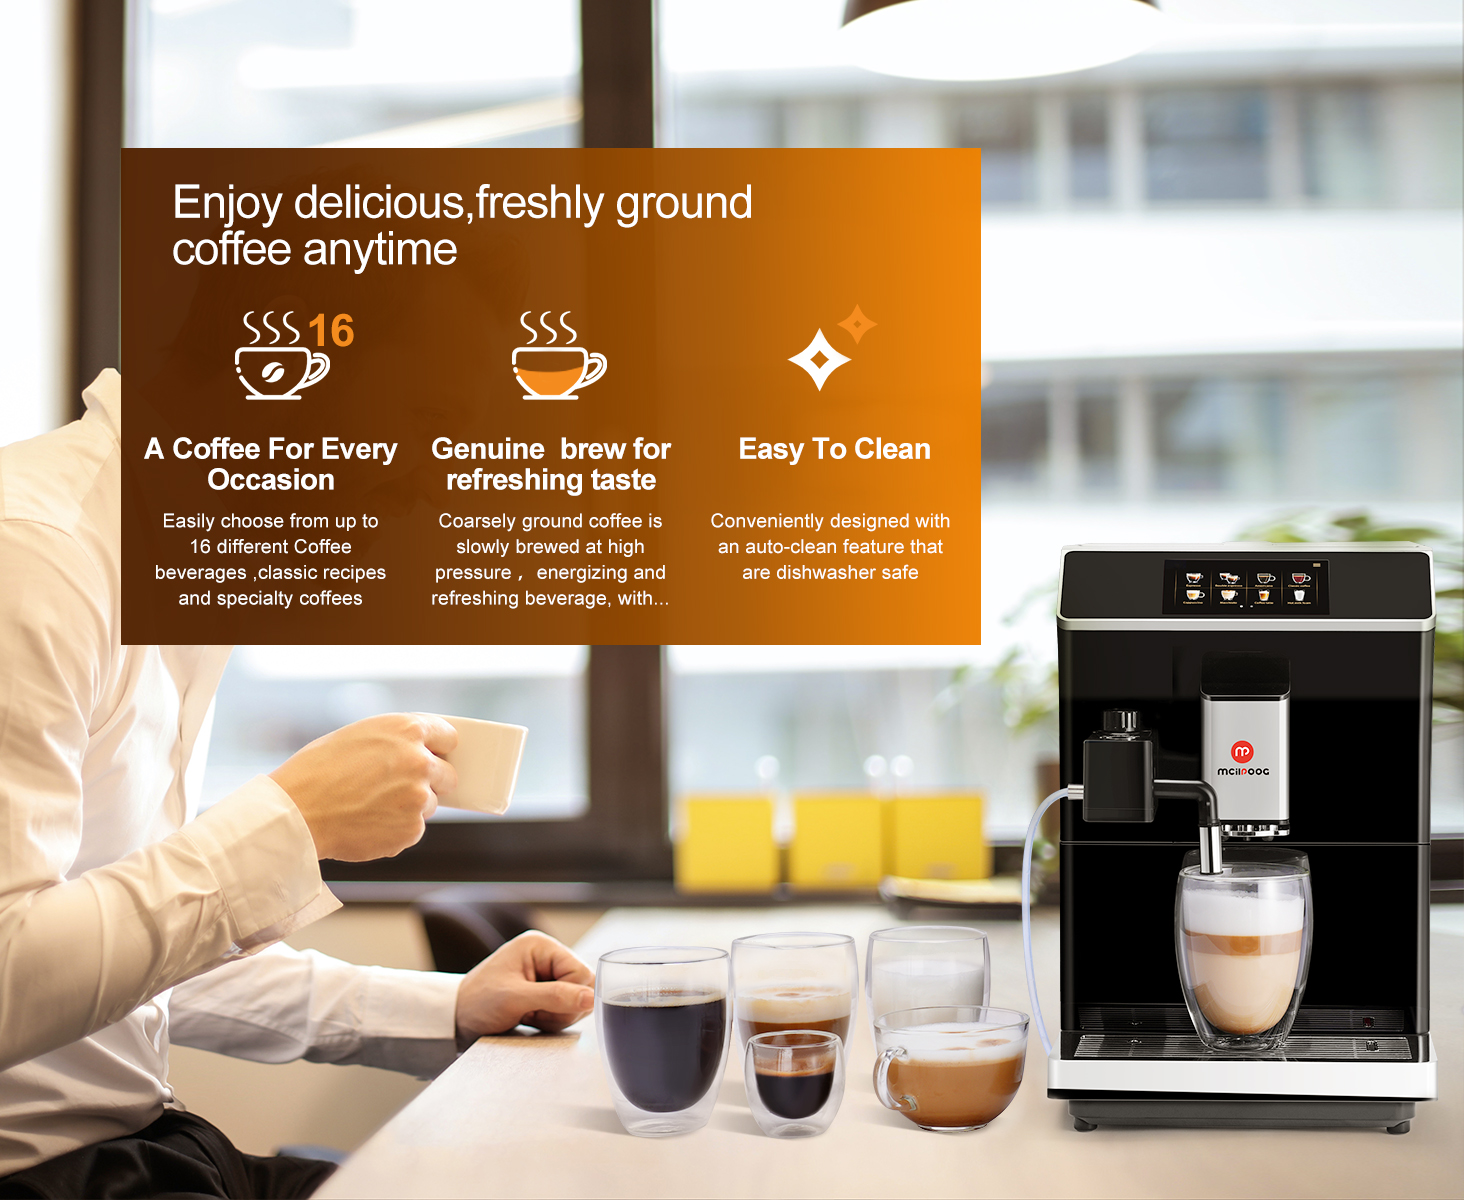 Enjoy delicious,freshly ground
coffee anytime
16
A Coffee For Every
Occasion
Easily choose from up to
16 different Coffee
beverages ,classic recipes
and specialty coffees
Genuine  brew for
refreshing taste
Coarsely ground coffee is
slowly brewed at high
pressure ,  energizing and
refreshing beverage, with...
Easy To Clean
Conveniently designed with
an auto-clean feature that
are dishwasher safe
mcilpoog